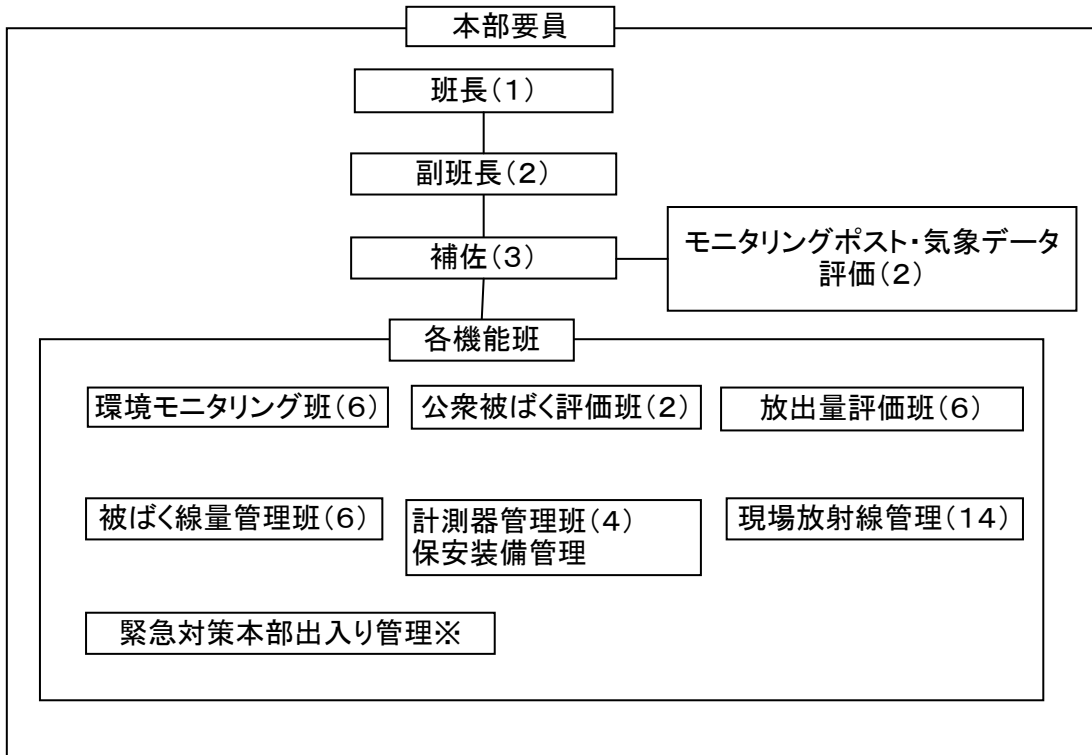 本部要員
班長(1)
副班長(2)
補佐(3)
モニタリングポスト・気象データ
評価(2)
各機能班
環境モニタリング班(6)
公衆被ばく評価班(2)
放出量評価班(6)
被ばく線量管理班(6)
計測器管理班(4)
保安装備管理
現場放射線管理(14)
緊急対策本部出入り管理※